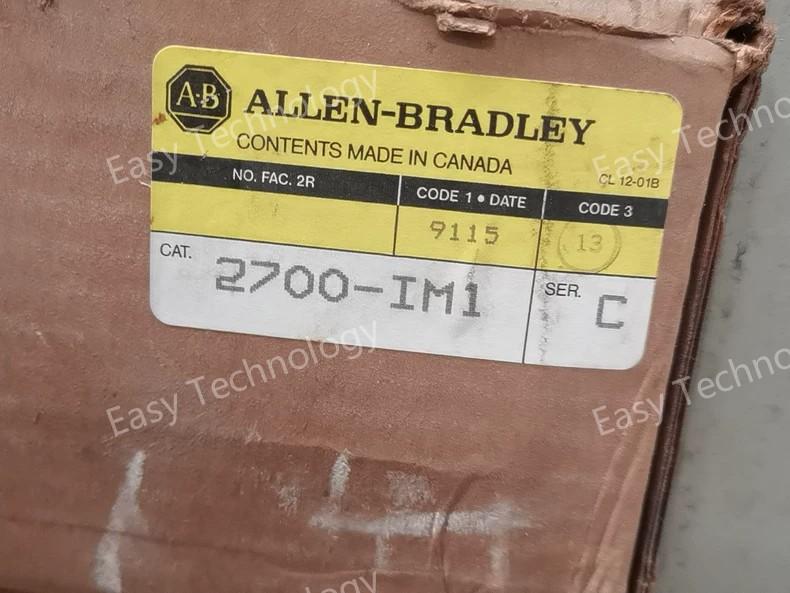 A·B ALLEN-BRADLEY
CONTENTS MADE IN CANADA
CL 12-01B
NO. FAC. 2R CODE 1 • DATE CODE 3
9115 13
CAT. 2700-IM1 SER. C
Easy Technology
Easy Techno
Easy Technology
Easy Techno
Technology